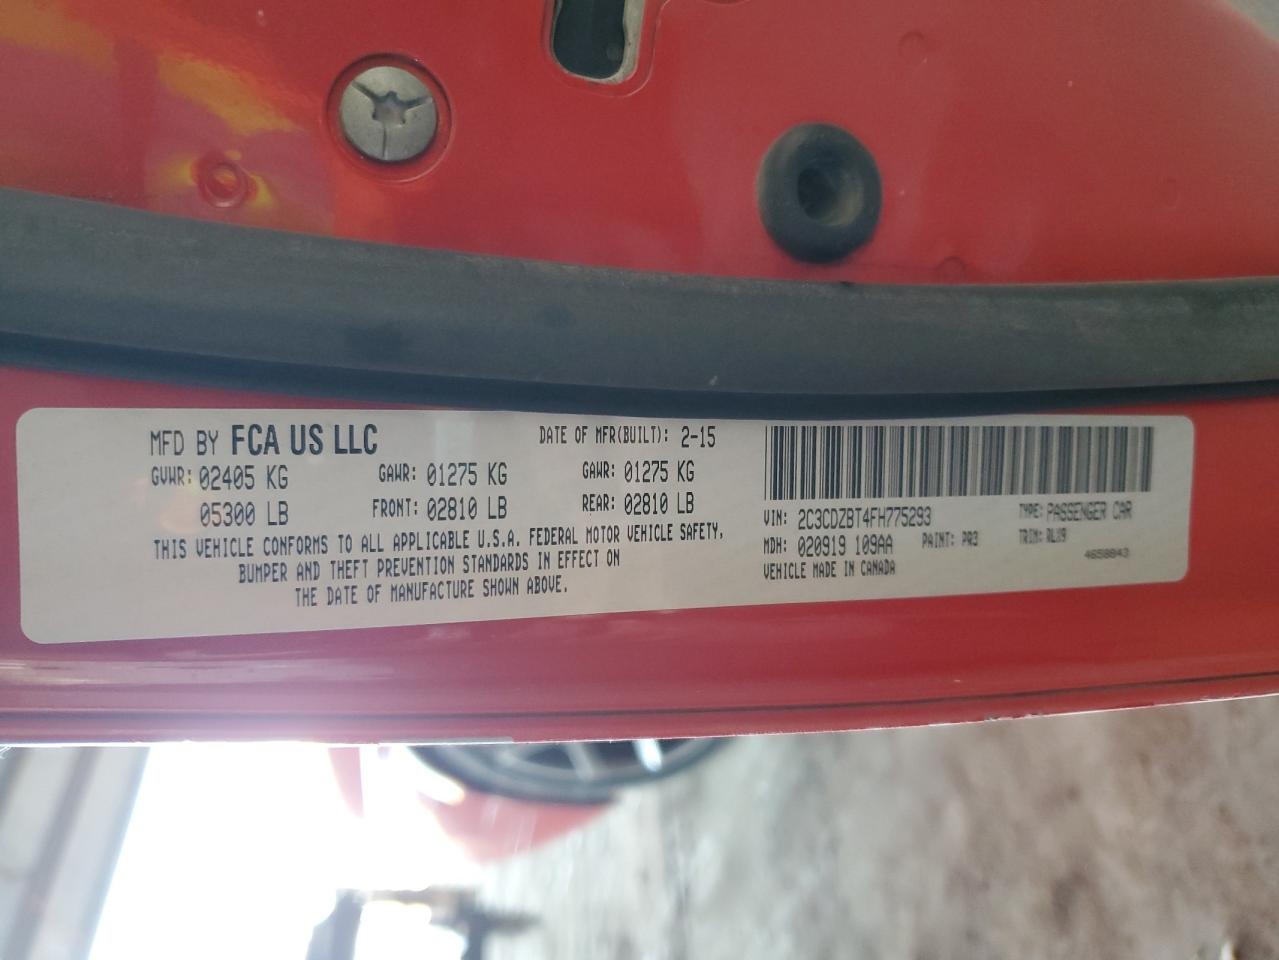 MFD BY FCA US LLC
DATE OF MFR(BUILT): 2-15
GVWR: 02405 KG GAWR: 01275 KG GAWR: 01275 KG
05300 LB FRONT: 02810 LB REAR: 02810 LB
THIS VEHICLE CONFORMS TO ALL APPLICABLE U.S.A. FEDERAL MOTOR VEHICLE SAFETY,
BUMPER AND THEFT PREVENTION STANDARDS IN EFFECT ON
THE DATE OF MANUFACTURE SHOWN ABOVE.
VIN: 2C3CDZBT4FH775293 TYPE: PASSENGER CAR
MDH: 020919 109AA PAINT: PR3 TRIM: RLX9
VEHICLE MADE IN CANADA 4658843